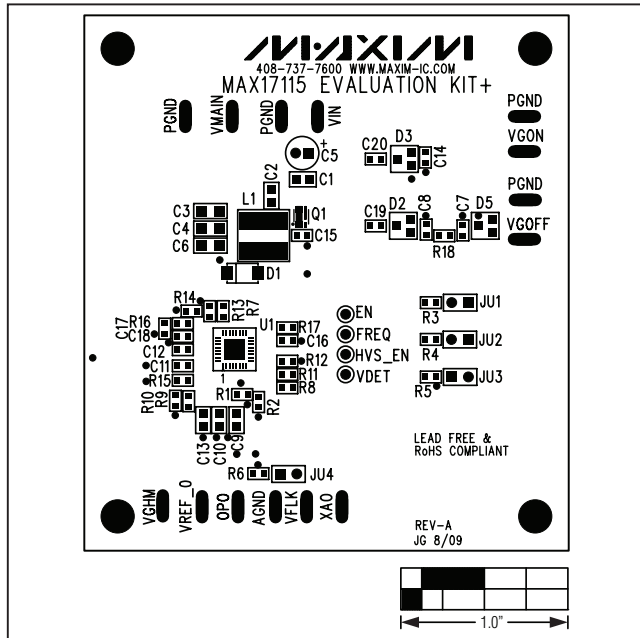 MAXIM
408-737-7600 WWW.MAXIM-IC.COM
MAX17115 EVALUATION KIT+
PGND
VMAIN
PGND
VIN
PGND
VGON
PGND
VGOFF
+
C5
C20
D3
C14
C1
C2
L1
Q1
C3
C4
C6
C15
C19
D2
C8
C7
D5
R18
D1
R14
R13
R7
U1
C17
R16
C18
C12
C11
R15
R10
R9
1
R17
C16
R12
R11
R8
R1
R2
C13
C10
C9
EN
FREQ
HVS_EN
VDET
JU1
R3
JU2
R4
JU3
R5
LEAD FREE &
RoHS COMPLIANT
R6
JU4
VGHM
VREF_O
OPO
AGND
VFLK
XAO
REV-A
JG 8/09
1.0"